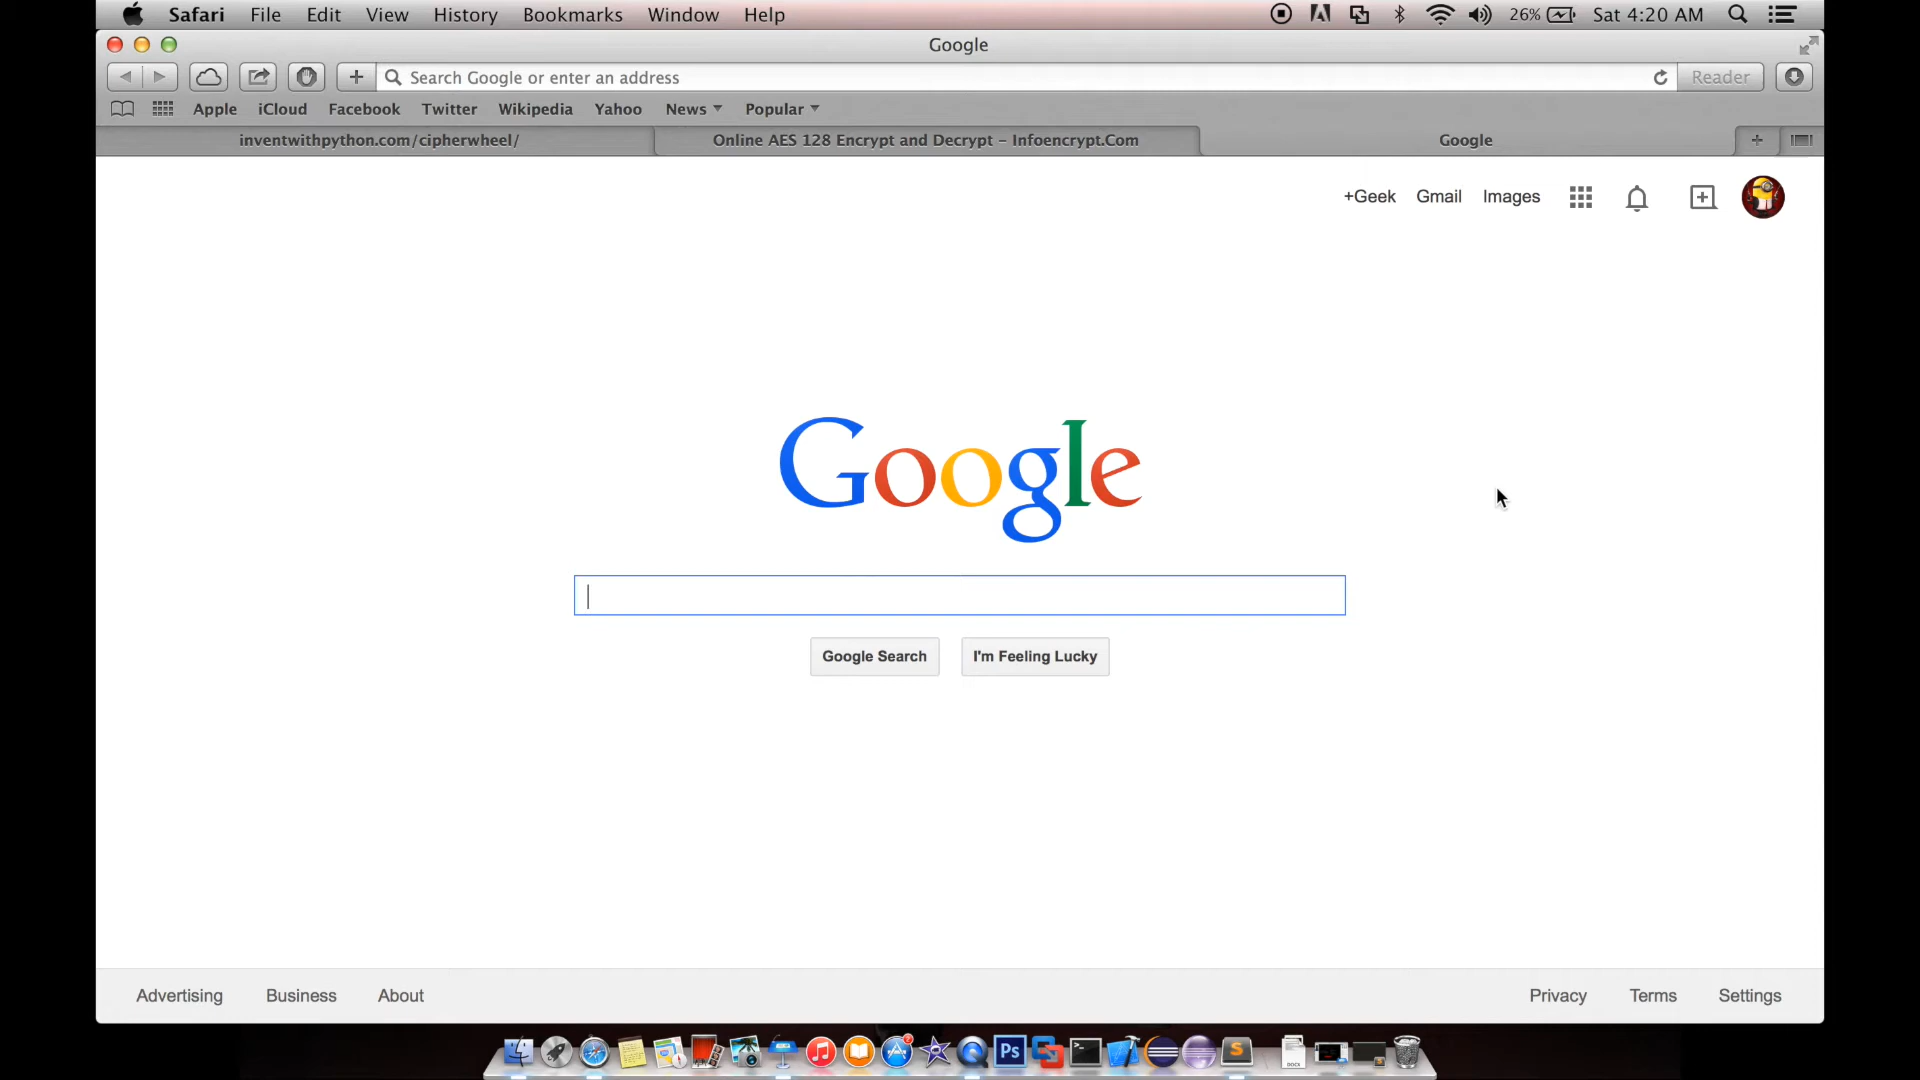 Safari File Edit View History Bookmarks Window Help 26% Sat 4:20 AM
Google
Search Google or enter an address Reader
Apple iCloud Facebook Twitter Wikipedia Yahoo News Popular
inventwithpython.com/cipherwheel/ Online AES 128 Encrypt and Decrypt – Infoencrypt.Com Google
+Geek Gmail Images
Google
Google Search I'm Feeling Lucky
Advertising Business About Privacy Terms Settings
Ps S DOCX